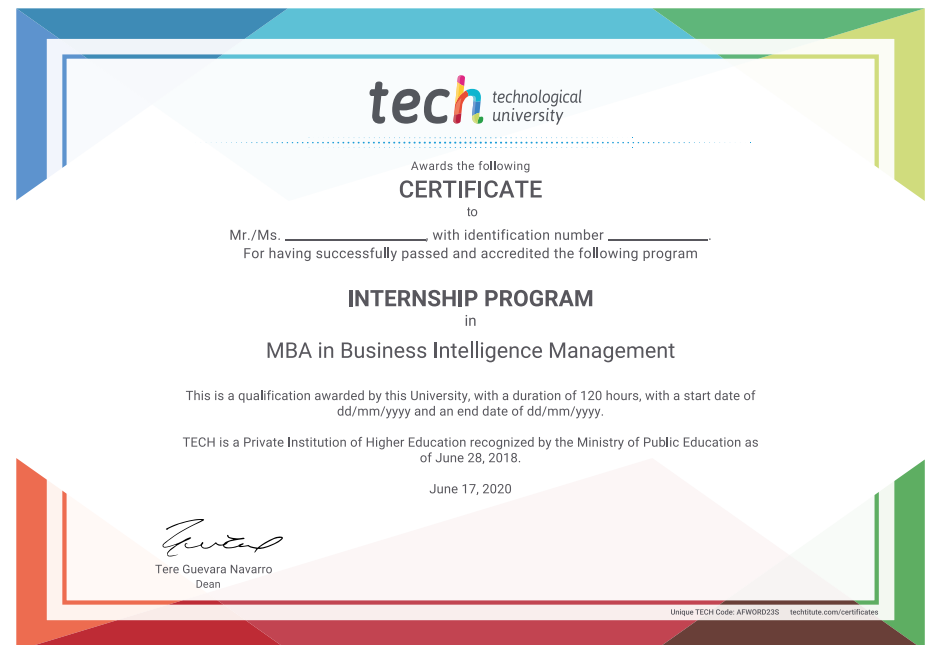 tech technological
university
Awards the following
CERTIFICATE
to
Mr./Ms. ____________________, with identification number ______________.
For having successfully passed and accredited the following program
INTERNSHIP PROGRAM
in
MBA in Business Intelligence Management
This is a qualification awarded by this University, with a duration of 120 hours, with a start date of
dd/mm/yyyy and an end date of dd/mm/yyyy.
TECH is a Private Institution of Higher Education recognized by the Ministry of Public Education as
of June 28, 2018.
June 17, 2020
Tere Guevara Navarro
Dean
Unique TECH Code: AFWORD23S techtitute.com/certificates